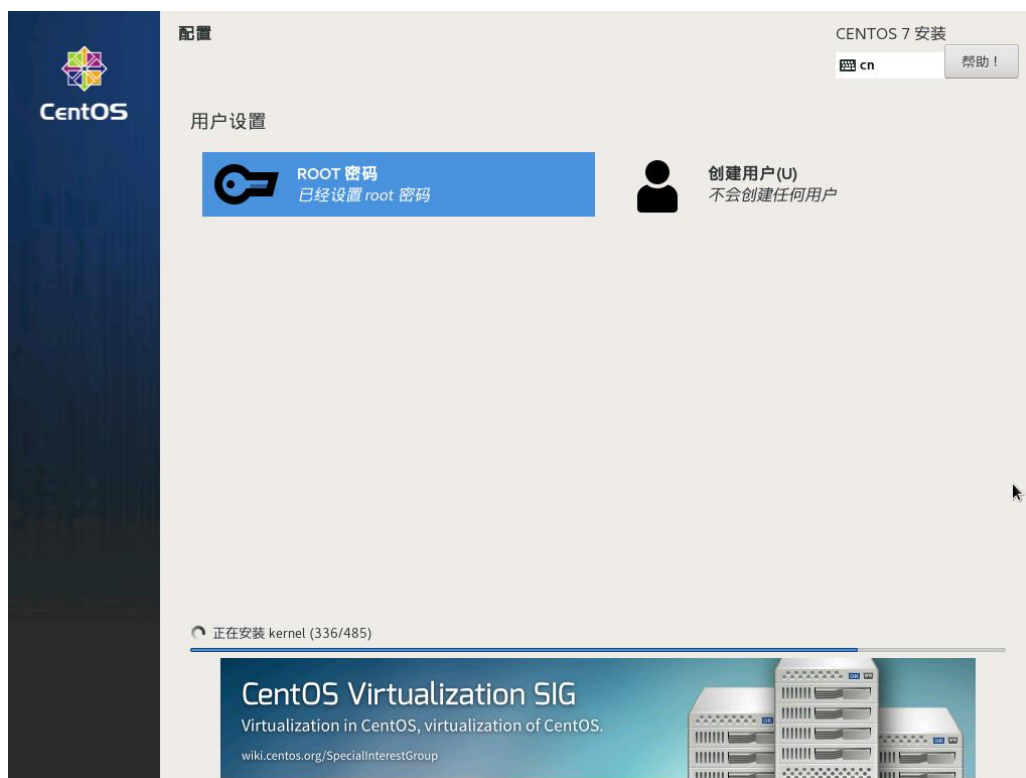 配置
CENTOS 7 安装
cn
帮助！
CentOS
用户设置
ROOT 密码
已经设置 root 密码
创建用户(U)
不会创建任何用户
正在安装 kernel (336/485)
CentOS Virtualization SIG
Virtualization in CentOS, virtualization of CentOS.
wiki.centos.org/SpecialInterestGroup